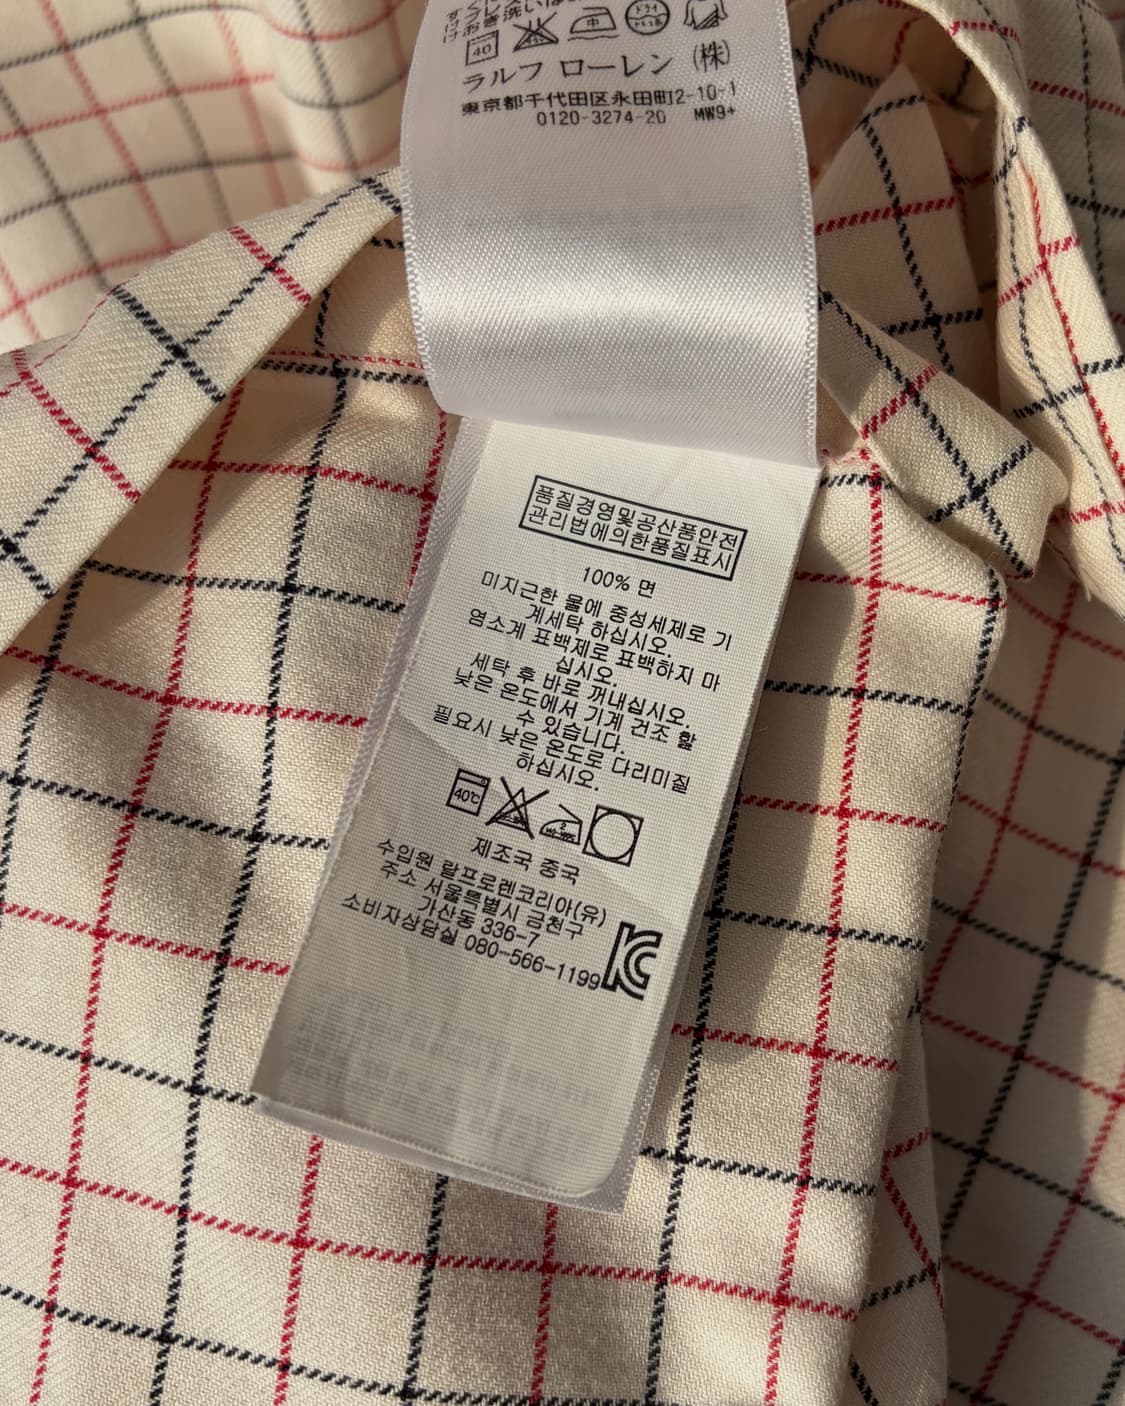 洗い
40
ラルフ ローレン (株)
東京都千代田区永田町2-10-1
0120-3274-20 MW9+
품질경영및공산품안전
관리법에의한품질표시
100% 면
미지근한 물에 중성세제로 기
계세탁 하십시오.
염소계 표백제로 표백하지 마
십시오.
세탁 후 바로 꺼내십시오.
낮은 온도에서 기계 건조 할
수 있습니다.
필요시 낮은 온도로 다리미질
하십시오.
40℃
제조국 중국
수입원 랄프로렌코리아(유)
주소 서울특별시 금천구
가산동 336-7
소비자상담실 080-566-1199